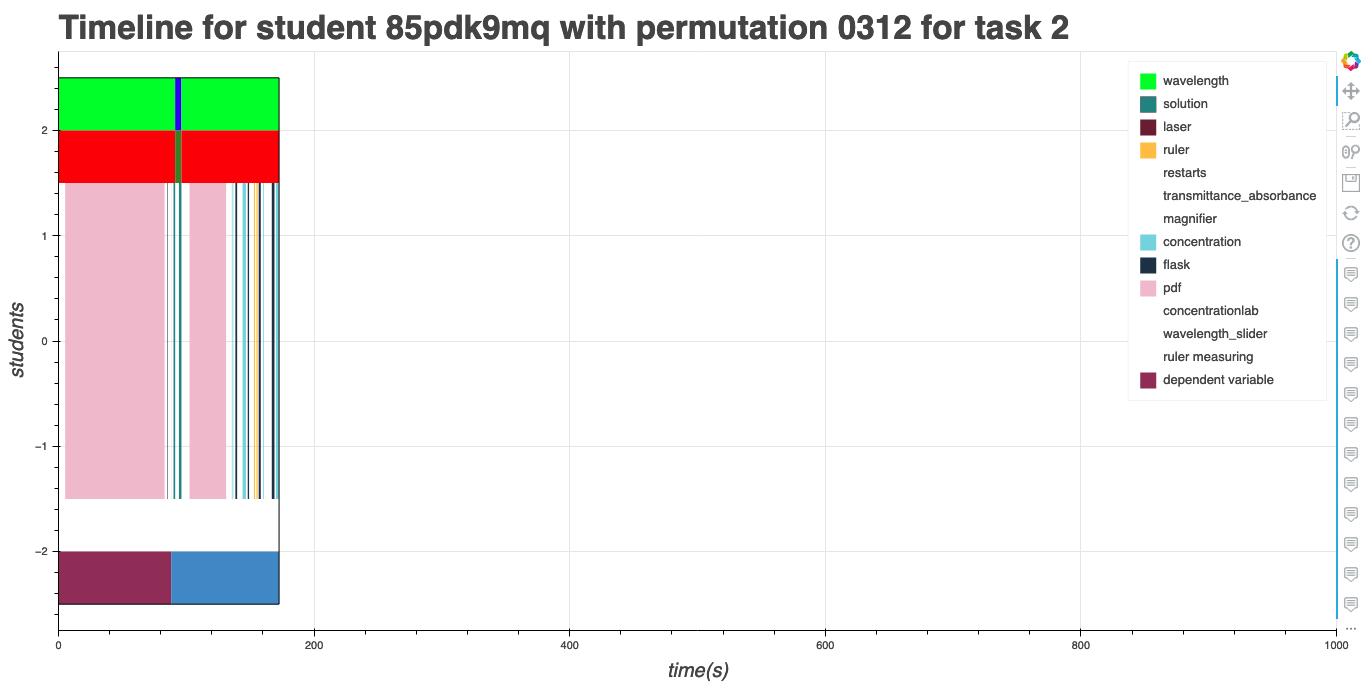 Timeline for student 85pdk9mq with permutation 0312 for task 2
wavelength
solution
laser
ruler
restarts
transmittance_absorbance
magnifier
concentration
flask
pdf
concentrationlab
wavelength_slider
ruler measuring
dependent variable
students
2
1
0
−1
−2
0
200
400
600
800
1000
time(s)